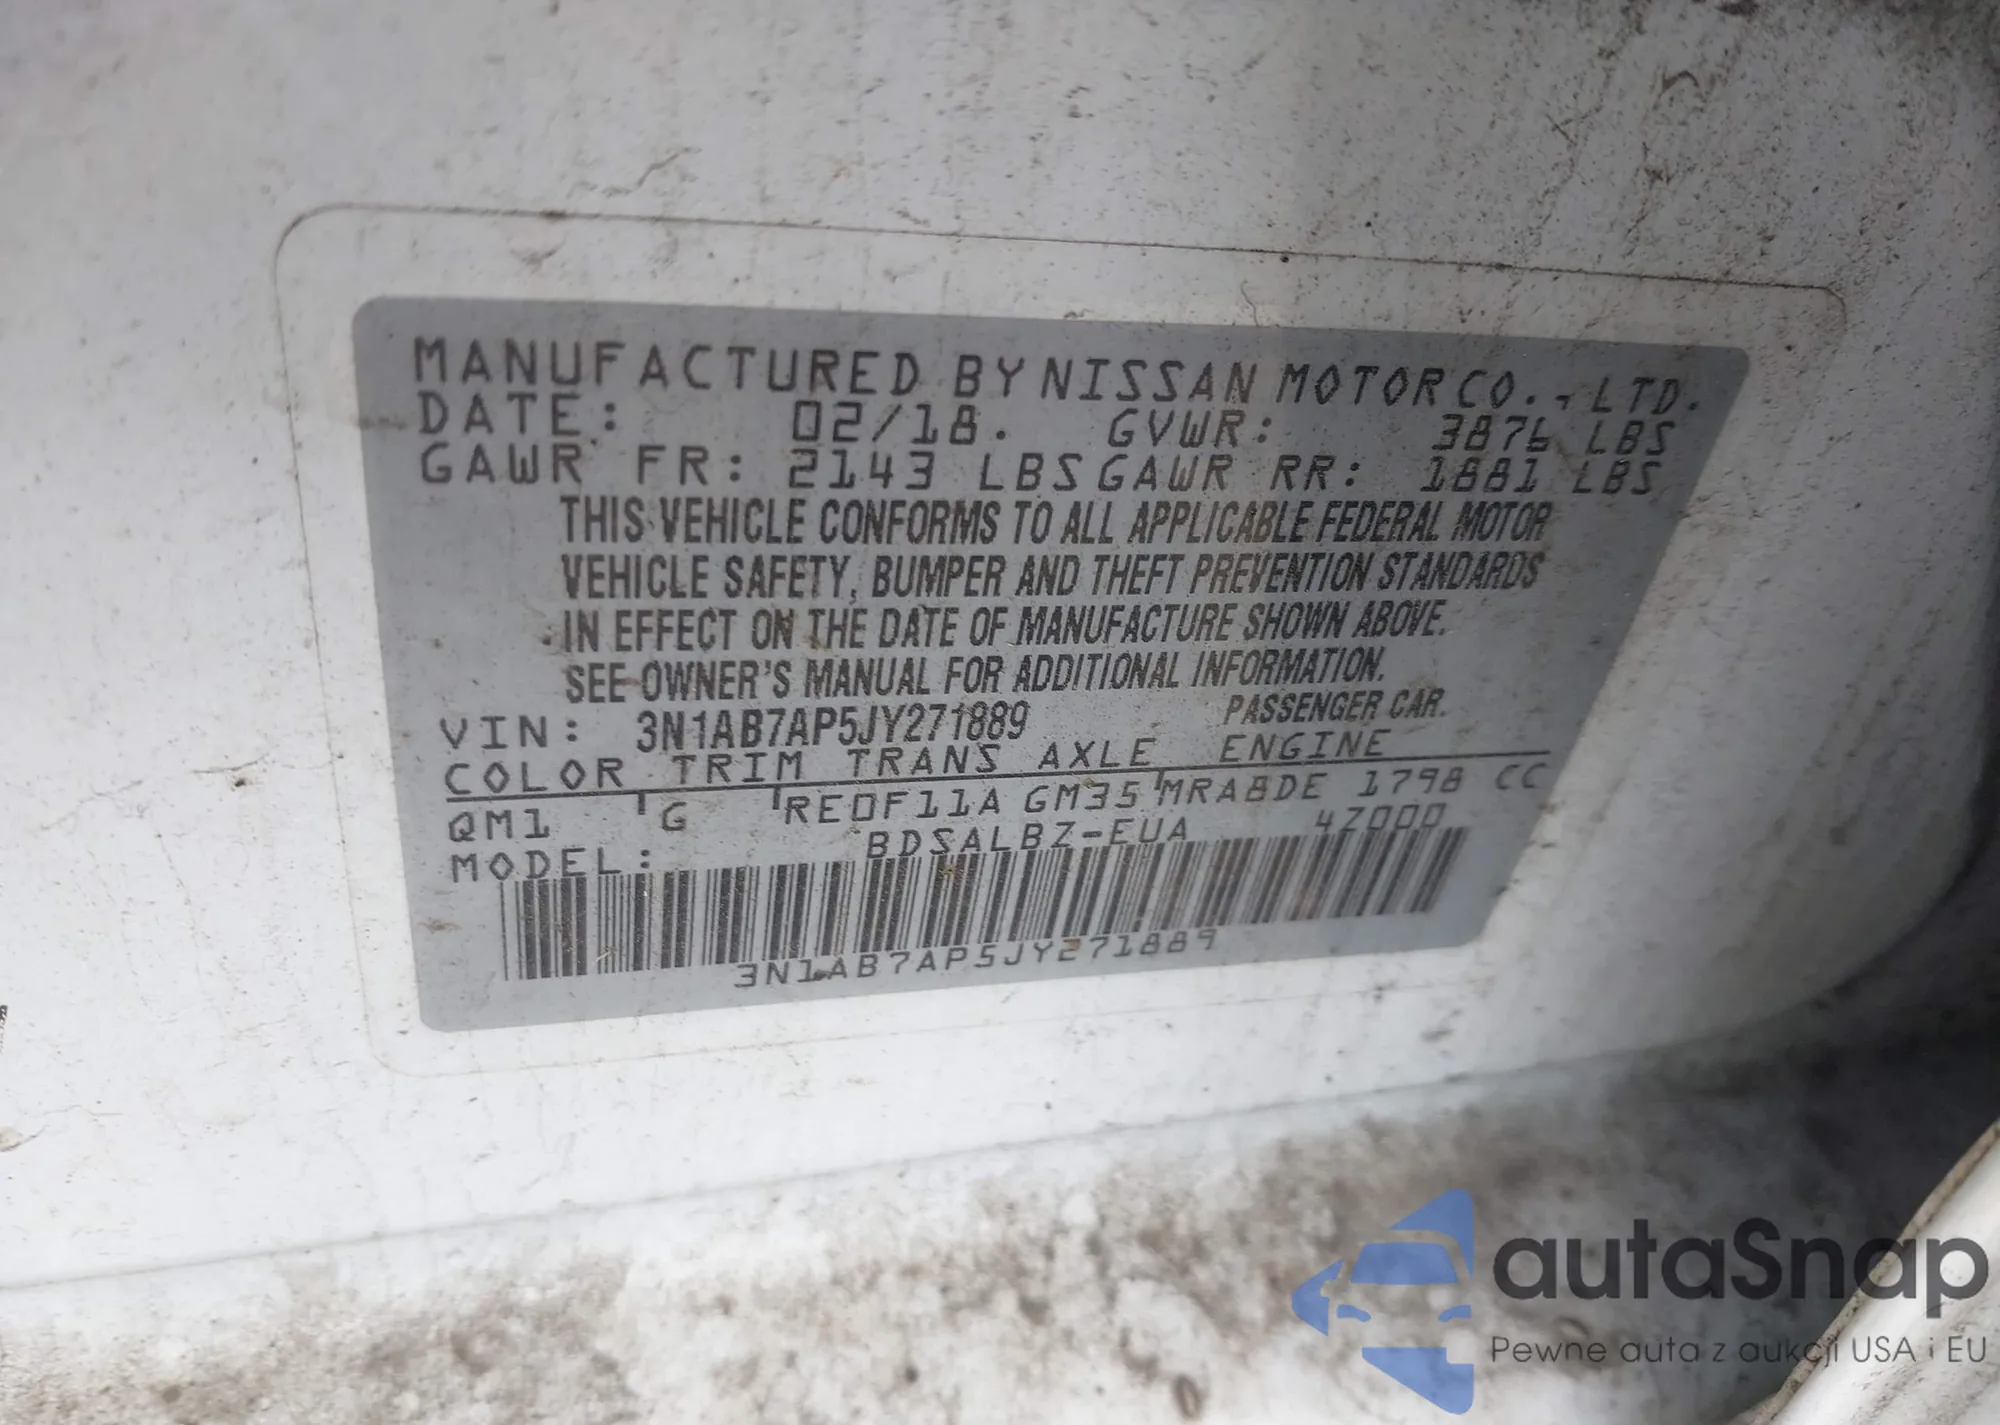 MANUFACTURED BY NISSAN MOTOR CO., LTD.
DATE: 02/18. GVWR: 3876 LBS
GAWR FR: 2143 LBS GAWR RR: 1881 LBS
THIS VEHICLE CONFORMS TO ALL APPLICABLE FEDERAL MOTOR
VEHICLE SAFETY, BUMPER AND THEFT PREVENTION STANDARDS
IN EFFECT ON THE DATE OF MANUFACTURE SHOWN ABOVE.
SEE OWNER'S MANUAL FOR ADDITIONAL INFORMATION.
VIN: 3N1AB7AP5JY271889 PASSENGER CAR.
COLOR TRIM TRANS AXLE ENGINE
QM1 G RE0F11A GM35 MRA8DE 1798 CC
MODEL: BDSALBZ-EUA 4Z000
3N1AB7AP5JY271889
autaSnap
Pewne auta z aukcji USA i EU